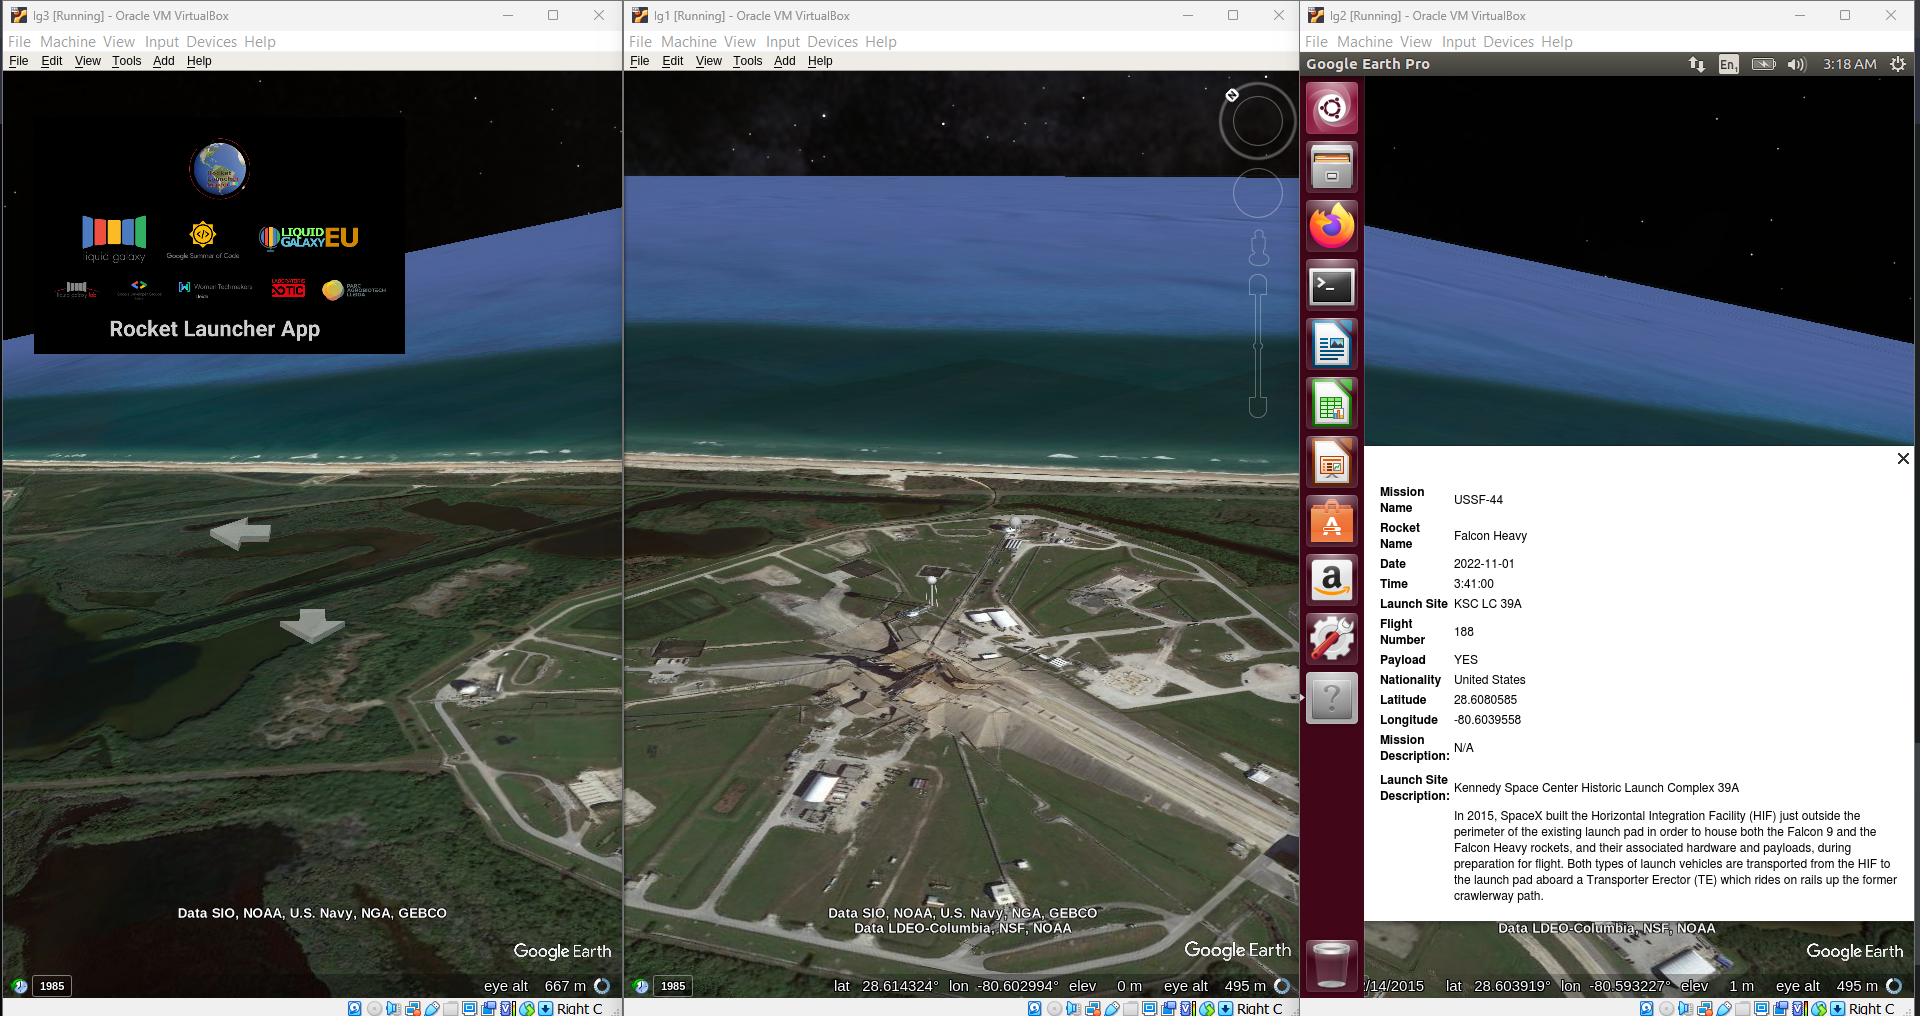 lg3 [Running] - Oracle VM VirtualBox
File Machine View Input Devices Help
File Edit View Tools Add Help
liquid galaxy
Google Summer of Code
LIQUID GALAXY EU
liquid galaxy lab
Women Techmakers
PARC AGROBIOTECH LLEIDA
Rocket Launcher App
Data SIO, NOAA, U.S. Navy, NGA, GEBCO
Google Earth
1985
eye alt 667 m
Right C
lg1 [Running] - Oracle VM VirtualBox
File Machine View Input Devices Help
File Edit View Tools Add Help
N
Data SIO, NOAA, U.S. Navy, NGA, GEBCO
Data LDEO-Columbia, NSF, NOAA
Google Earth
1985
lat 28.614324° lon -80.602994° elev 0 m eye alt 495 m
Right C
lg2 [Running] - Oracle VM VirtualBox
File Machine View Input Devices Help
Google Earth Pro
En1 3:18 AM
Mission Name USSF-44
Rocket Name Falcon Heavy
Date 2022-11-01
Time 3:41:00
Launch Site KSC LC 39A
Flight Number 188
Payload YES
Nationality United States
Latitude 28.6080585
Longitude -80.6039558
Mission Description: N/A
Launch Site Description: Kennedy Space Center Historic Launch Complex 39A
In 2015, SpaceX built the Horizontal Integration Facility (HIF) just outside the
perimeter of the existing launch pad in order to house both the Falcon 9 and the
Falcon Heavy rockets, and their associated hardware and payloads, during
preparation for flight. Both types of launch vehicles are transported from the HIF to
the launch pad aboard a Transporter Erector (TE) which rides on rails up the former
crawlerway path.
Data LDEO-Columbia, NSF, NOAA
Google Earth
/14/2015 lat 28.603919° lon -80.593227° elev 1 m eye alt 495 m
Right C